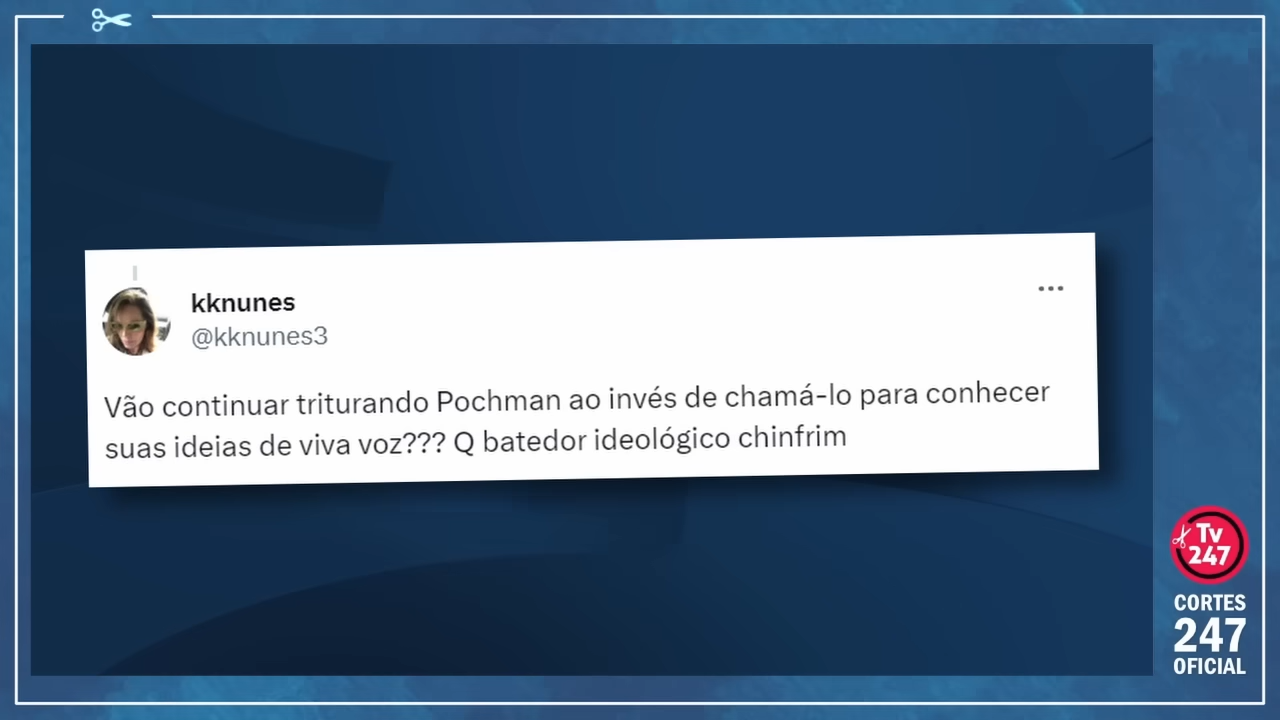 kknunes
@kknunes3
Vão continuar triturando Pochman ao invés de chamá-lo para conhecer
suas ideias de viva voz??? Q batedor ideológico chinfrim
Tv
247
CORTES
247
OFICIAL